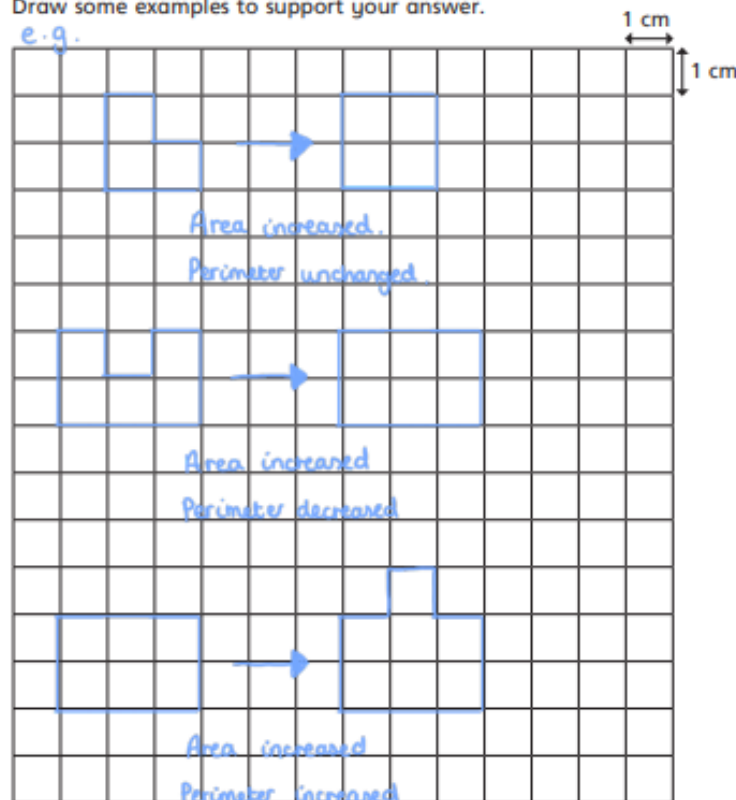 Draw some examples to support your answer.
e.g.
1 cm
1 cm
Area increased.
Perimeter unchanged.
Area increased
Perimeter decreased
Area increased
Perimeter increased